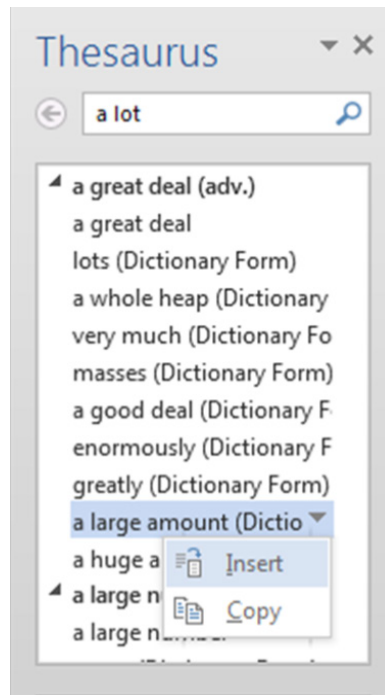 Thesaurus
a lot
a great deal (adv.)
a great deal
lots (Dictionary Form)
a whole heap (Dictionary
very much (Dictionary Fo
masses (Dictionary Form)
a good deal (Dictionary F
enormously (Dictionary F
greatly (Dictionary Form)
a large amount (Dictio
a huge a
Insert
a large n
Copy
a large